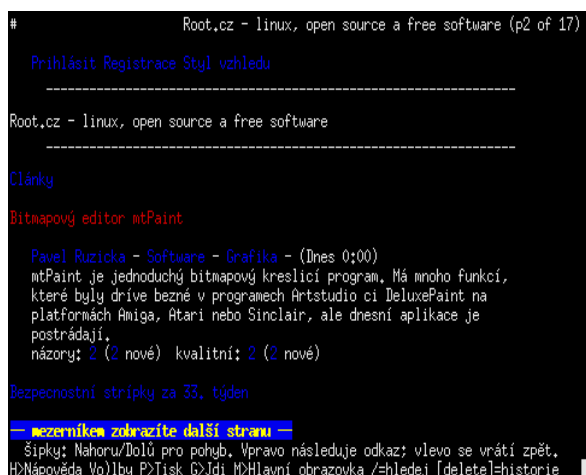 # Root.cz - linux, open source a free software (p2 of 17)
Prihlásit Registrace Styl vzhledu
Root.cz - linux, open source a free software
Články
Bitmapový editor mtPaint
Pavel Ruzicka - Software - Grafika - (Dnes 0:00)
mtPaint je jednoduchý bitmapový kreslicí program. Má mnoho funkcí,
které byly dríve bezné v programech Artstudio ci DeluxePaint na
platformách Amiga, Atari nebo Sinclair, ale dnesní aplikace je
postrádají.
názory: 2 (2 nové) kvalitní: 2 (2 nové)
Bezpecnostní strípky za 33. týden
— mezerníkem zobrazíte další stranu —
Šipky: Nahoru/Dolů pro pohyb. Vpravo následuje odkaz; vlevo se vrátí zpět.
H>Nápověda Vo)lby P>Tisk G>Jdi M>Hlavní obrazovka /=hledej [delete]=historie